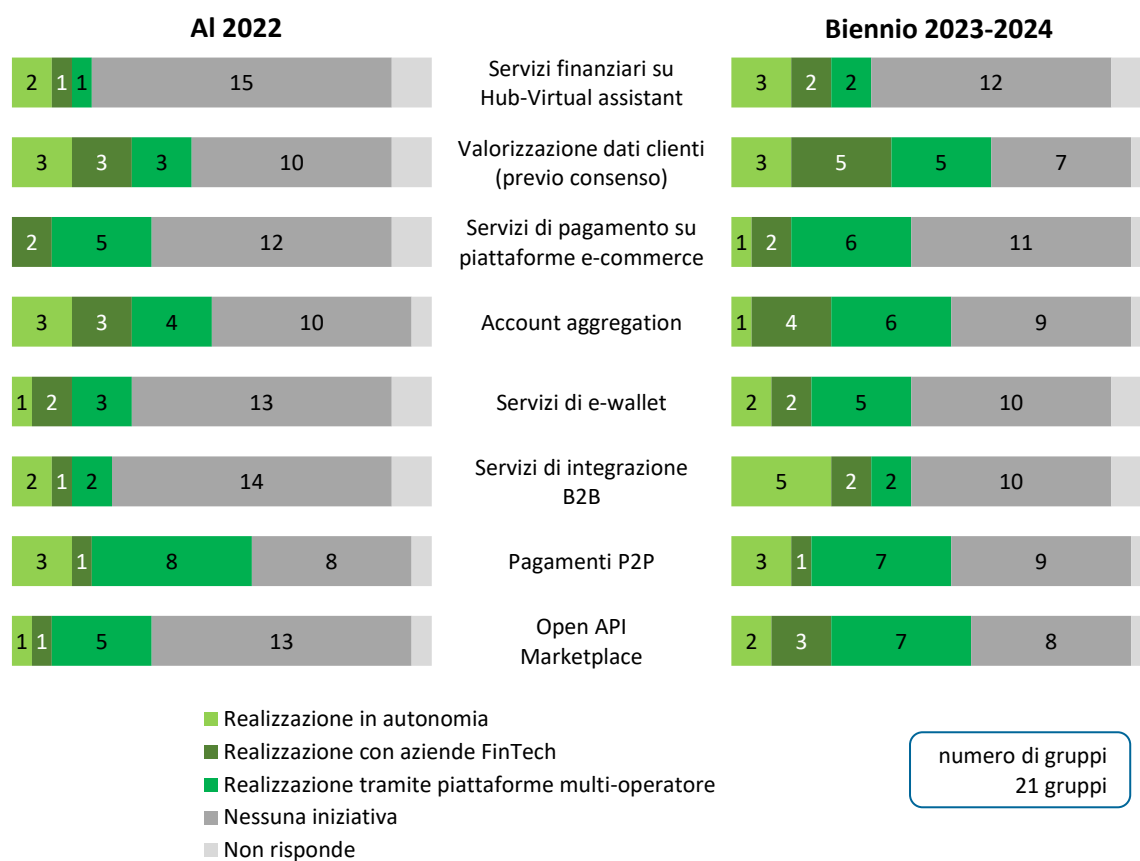 Al 2022
Biennio 2023-2024
2 1 1 15
Servizi finanziari su
Hub-Virtual assistant
3 2 2 12
3 3 3 10
Valorizzazione dati clienti
(previo consenso)
3 5 5 7
2 5 12
Servizi di pagamento su
piattaforme e-commerce
1 2 6 11
3 3 4 10
Account aggregation
1 4 6 9
1 2 3 13
Servizi di e-wallet
2 2 5 10
2 1 2 14
Servizi di integrazione
B2B
5 2 2 10
3 1 8 8
Pagamenti P2P
3 1 7 9
1 1 5 13
Open API
Marketplace
2 3 7 8
Realizzazione in autonomia
Realizzazione con aziende FinTech
Realizzazione tramite piattaforme multi-operatore
Nessuna iniziativa
Non risponde
numero di gruppi
21 gruppi